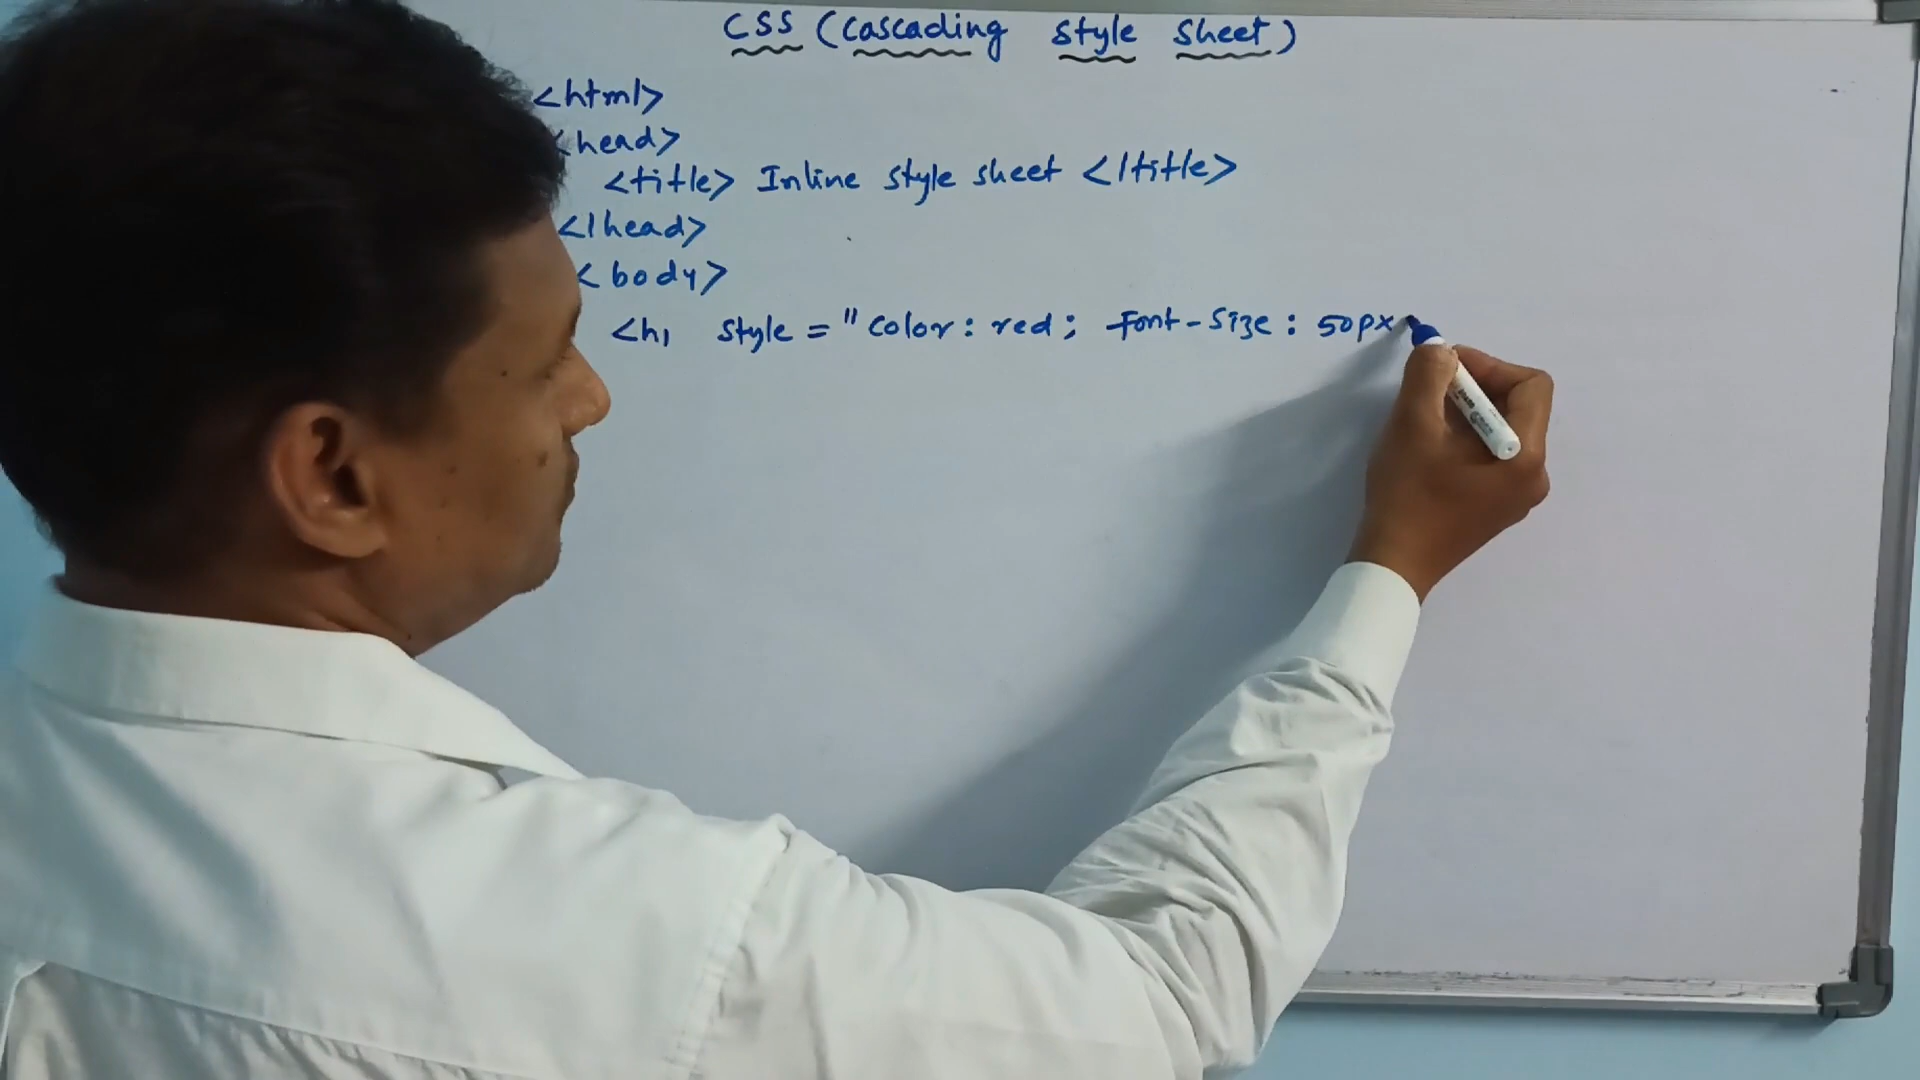 CSS (Cascading Style Sheet)
<html>
<head>
<title> Inline style sheet </title>
</head>
<body>
<h1 style = "color: red; font-size: 50px